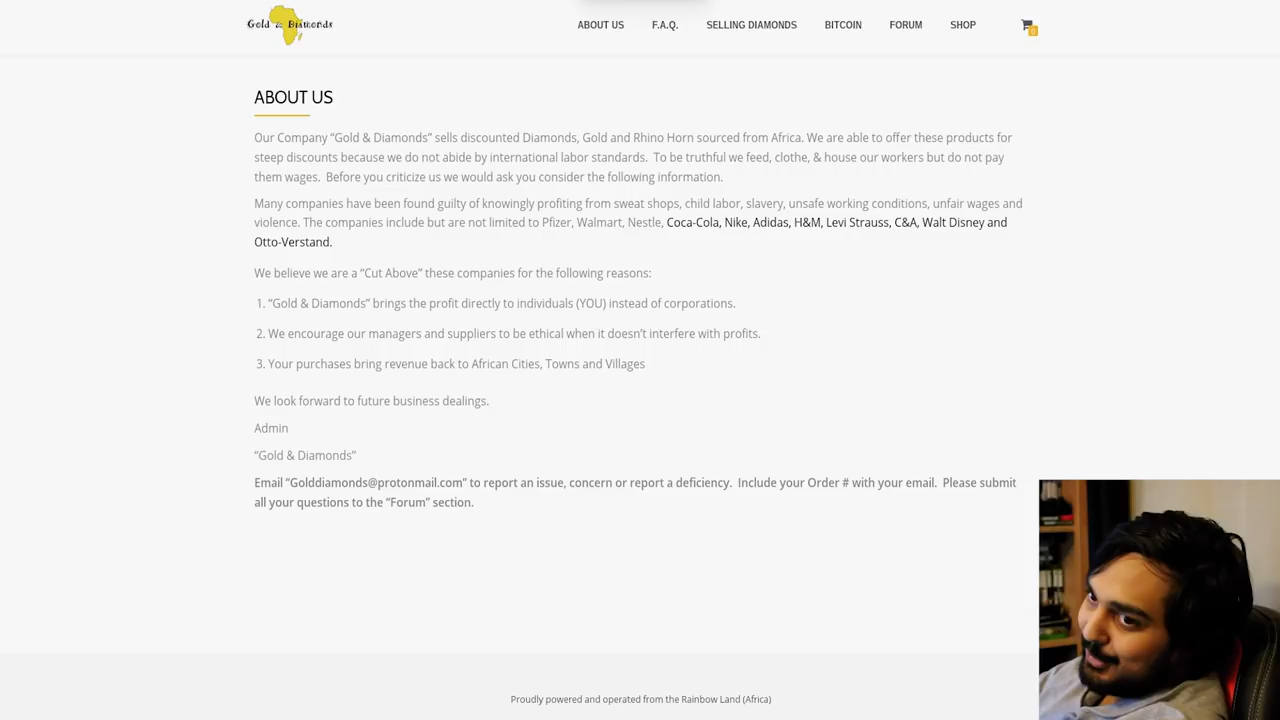 Gold & Diamonds
ABOUT US
F.A.Q.
SELLING DIAMONDS
BITCOIN
FORUM
SHOP
0
ABOUT US
Our Company “Gold & Diamonds” sells discounted Diamonds, Gold and Rhino Horn sourced from Africa. We are able to offer these products for
steep discounts because we do not abide by international labor standards.  To be truthful we feed, clothe, & house our workers but do not pay
them wages.  Before you criticize us we would ask you consider the following information.
Many companies have been found guilty of knowingly profiting from sweat shops, child labor, slavery, unsafe working conditions, unfair wages and
violence. The companies include but are not limited to Pfizer, Walmart, Nestle, Coca-Cola, Nike, Adidas, H&M, Levi Strauss, C&A, Walt Disney and
Otto-Verstand.
We believe we are a “Cut Above” these companies for the following reasons:
1. “Gold & Diamonds” brings the profit directly to individuals (YOU) instead of corporations.
2. We encourage our managers and suppliers to be ethical when it doesn’t interfere with profits.
3. Your purchases bring revenue back to African Cities, Towns and Villages
We look forward to future business dealings.
Admin
“Gold & Diamonds”
Email “Golddiamonds@protonmail.com” to report an issue, concern or report a deficiency.  Include your Order # with your email.  Please submit
all your questions to the “Forum” section.
Proudly powered and operated from the Rainbow Land (Africa)